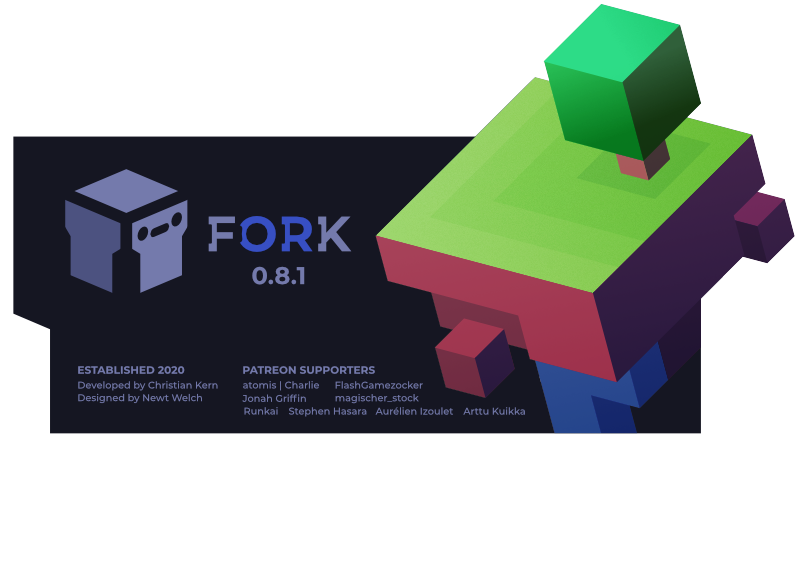 FORK
0.8.1
ESTABLISHED 2020
Developed by Christian Kern
Designed by Newt Welch
PATREON SUPPORTERS
atomis | Charlie FlashGamezocker
Jonah Griffin magischer_stock
Runkai Stephen Hasara Aurélien Izoulet Arttu Kuikka